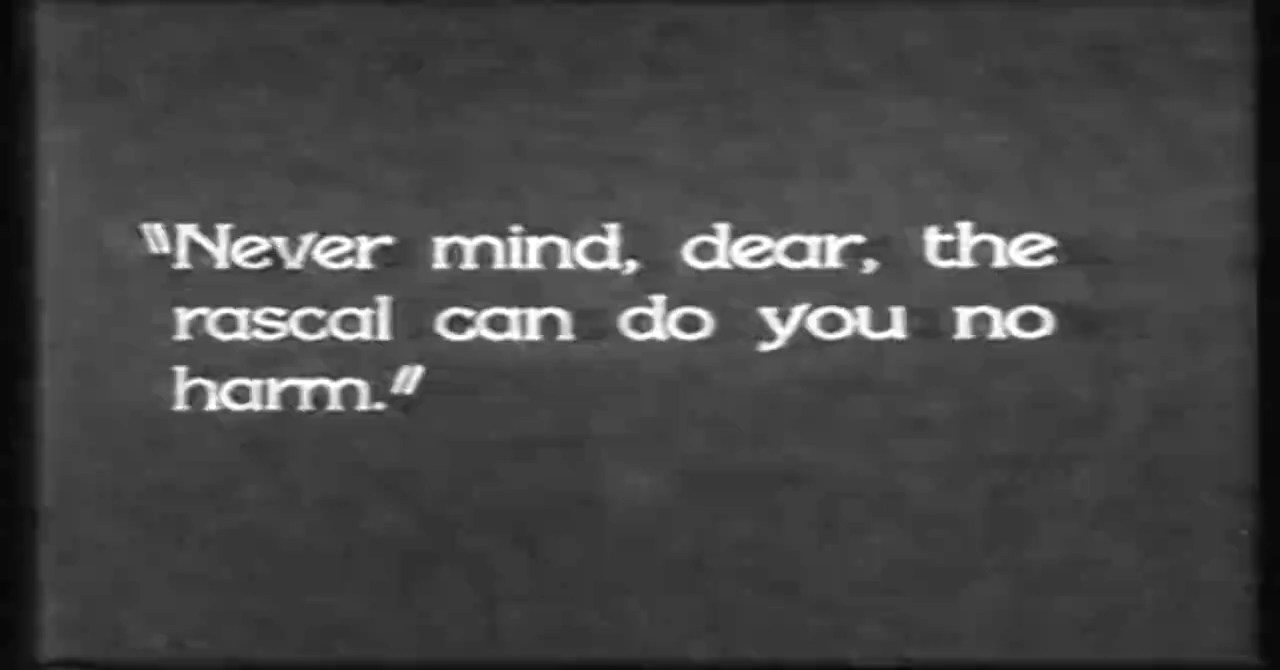 "Never mind, dear, the
rascal can do you no
harm."